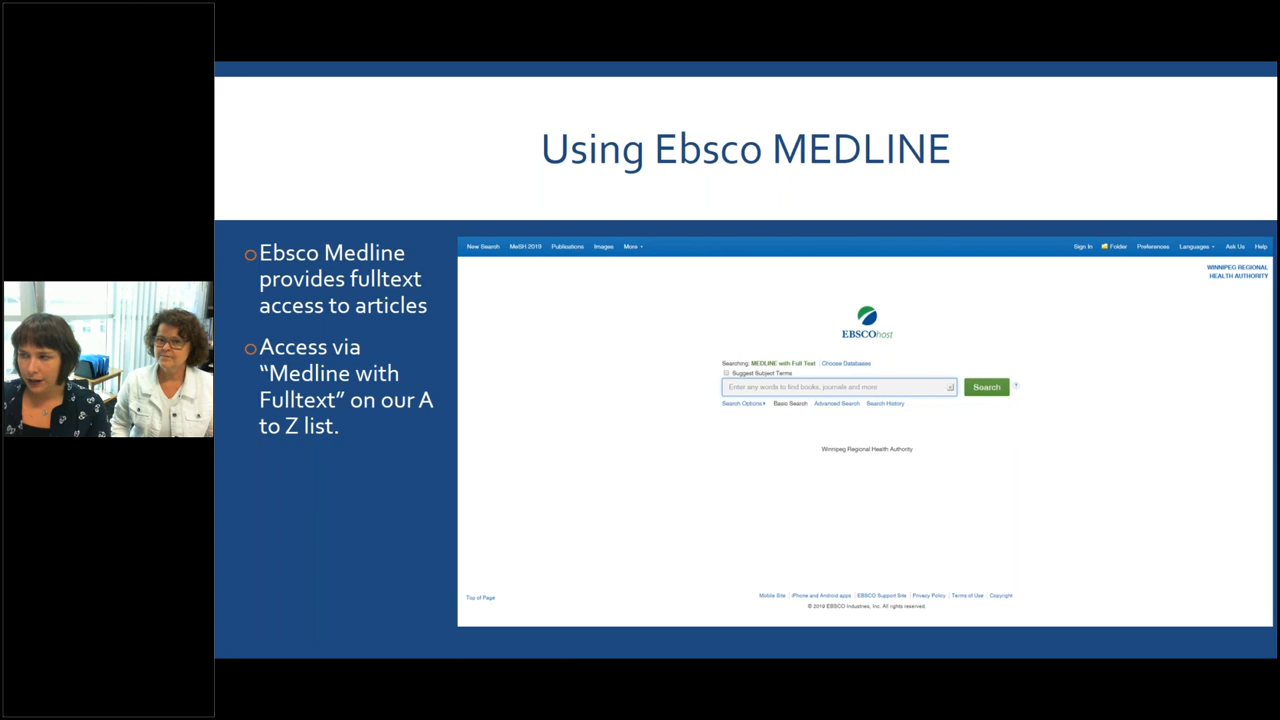 Using Ebsco MEDLINE
Ebsco Medline
provides fulltext
access to articles
Access via
“Medline with
Fulltext” on our A
to Z list.
New Search MeSH 2019 Publications Images More
Sign In Folder Preferences Languages Ask Us Help
WINNIPEG REGIONAL
HEALTH AUTHORITY
EBSCOhost
Searching: MEDLINE with Full Text Choose Databases
Suggest Subject Terms
Enter any words to find books, journals and more Search ?
Search Options Basic Search Advanced Search Search History
Winnipeg Regional Health Authority
Top of Page
Mobile Site iPhone and Android apps EBSCO Support Site Privacy Policy Terms of Use Copyright
© 2019 EBSCO Industries, Inc. All rights reserved.